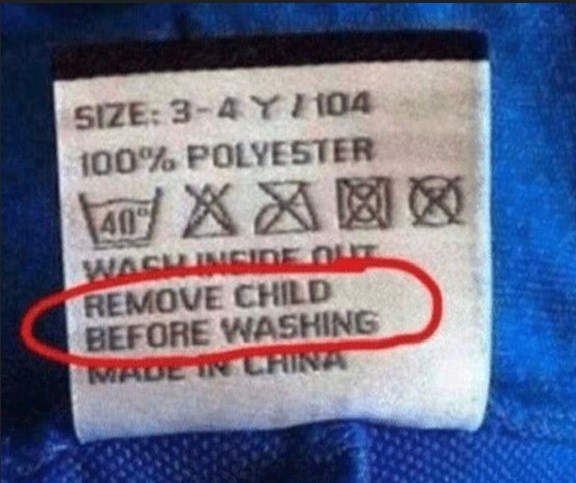 SIZE: 3-4 Y / 104
100% POLYESTER
40°
WASH INSIDE OUT
REMOVE CHILD
BEFORE WASHING
MADE IN CHINA